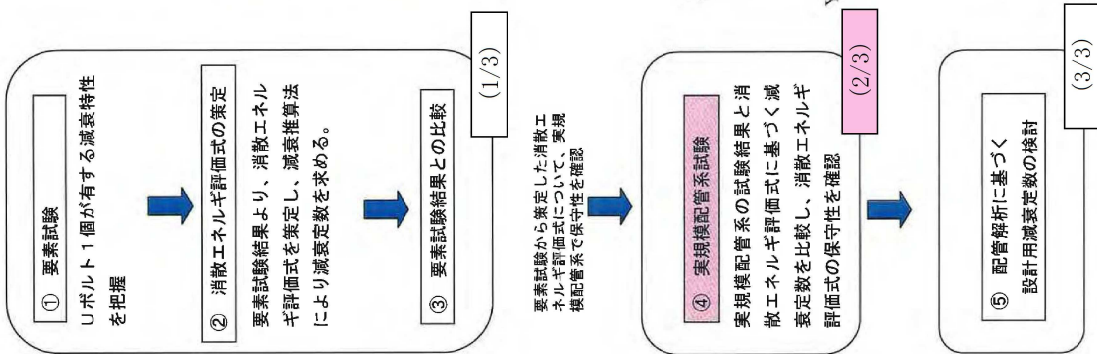 ① 要素試験
Uボルト1個が有する減衰特性
を把握
② 消散エネルギ評価式の策定
要素試験結果より、消散エネル
ギ評価式を策定し、減衰推算法
により減衰定数を求める。
③ 要素試験結果との比較
(1/3)
要素試験から策定した消散エ
ネルギ評価式について、実規
模配管系で保守性を確認
④ 実規模配管系試験
実規模配管系の試験結果と消
散エネルギ評価式に基づく減
衰定数を比較し、消散エネルギ
評価式の保守性を確認
(2/3)
⑤ 配管解析に基づく
設計用減衰定数の検討
(3/3)